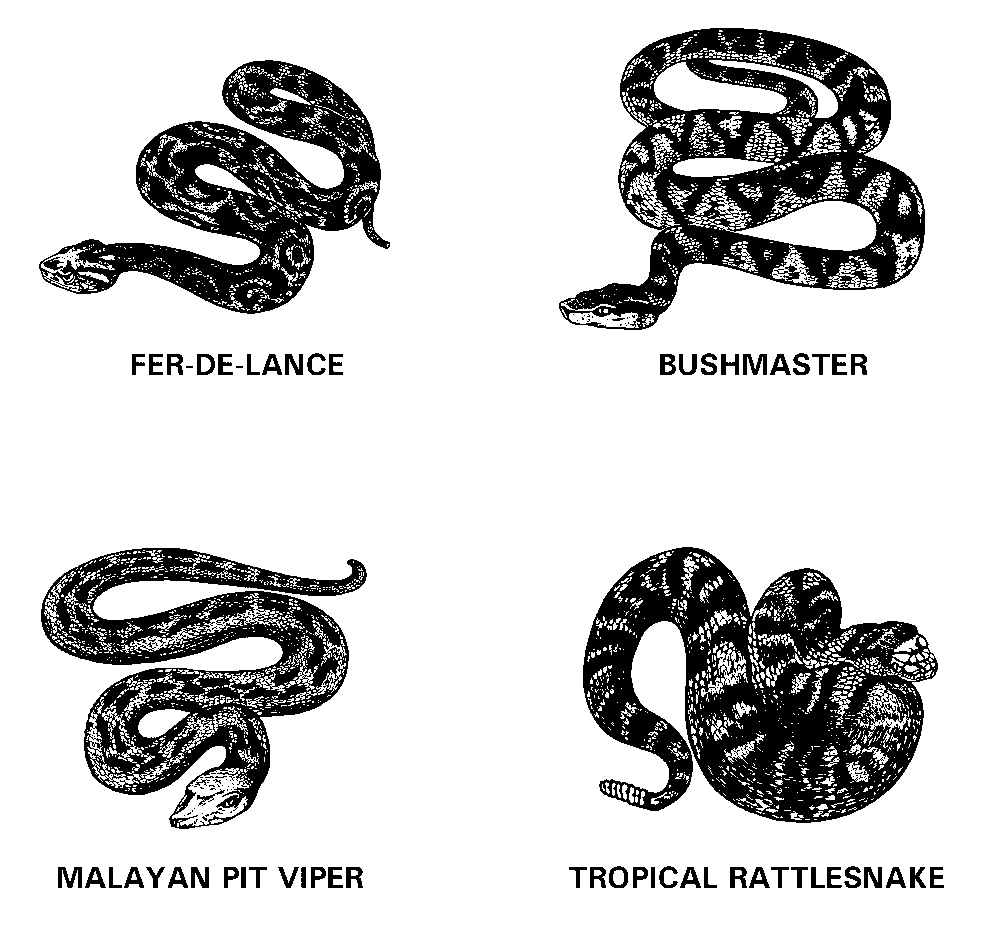 FER-DE-LANCE
BUSHMASTER
MALAYAN PIT VIPER
TROPICAL RATTLESNAKE